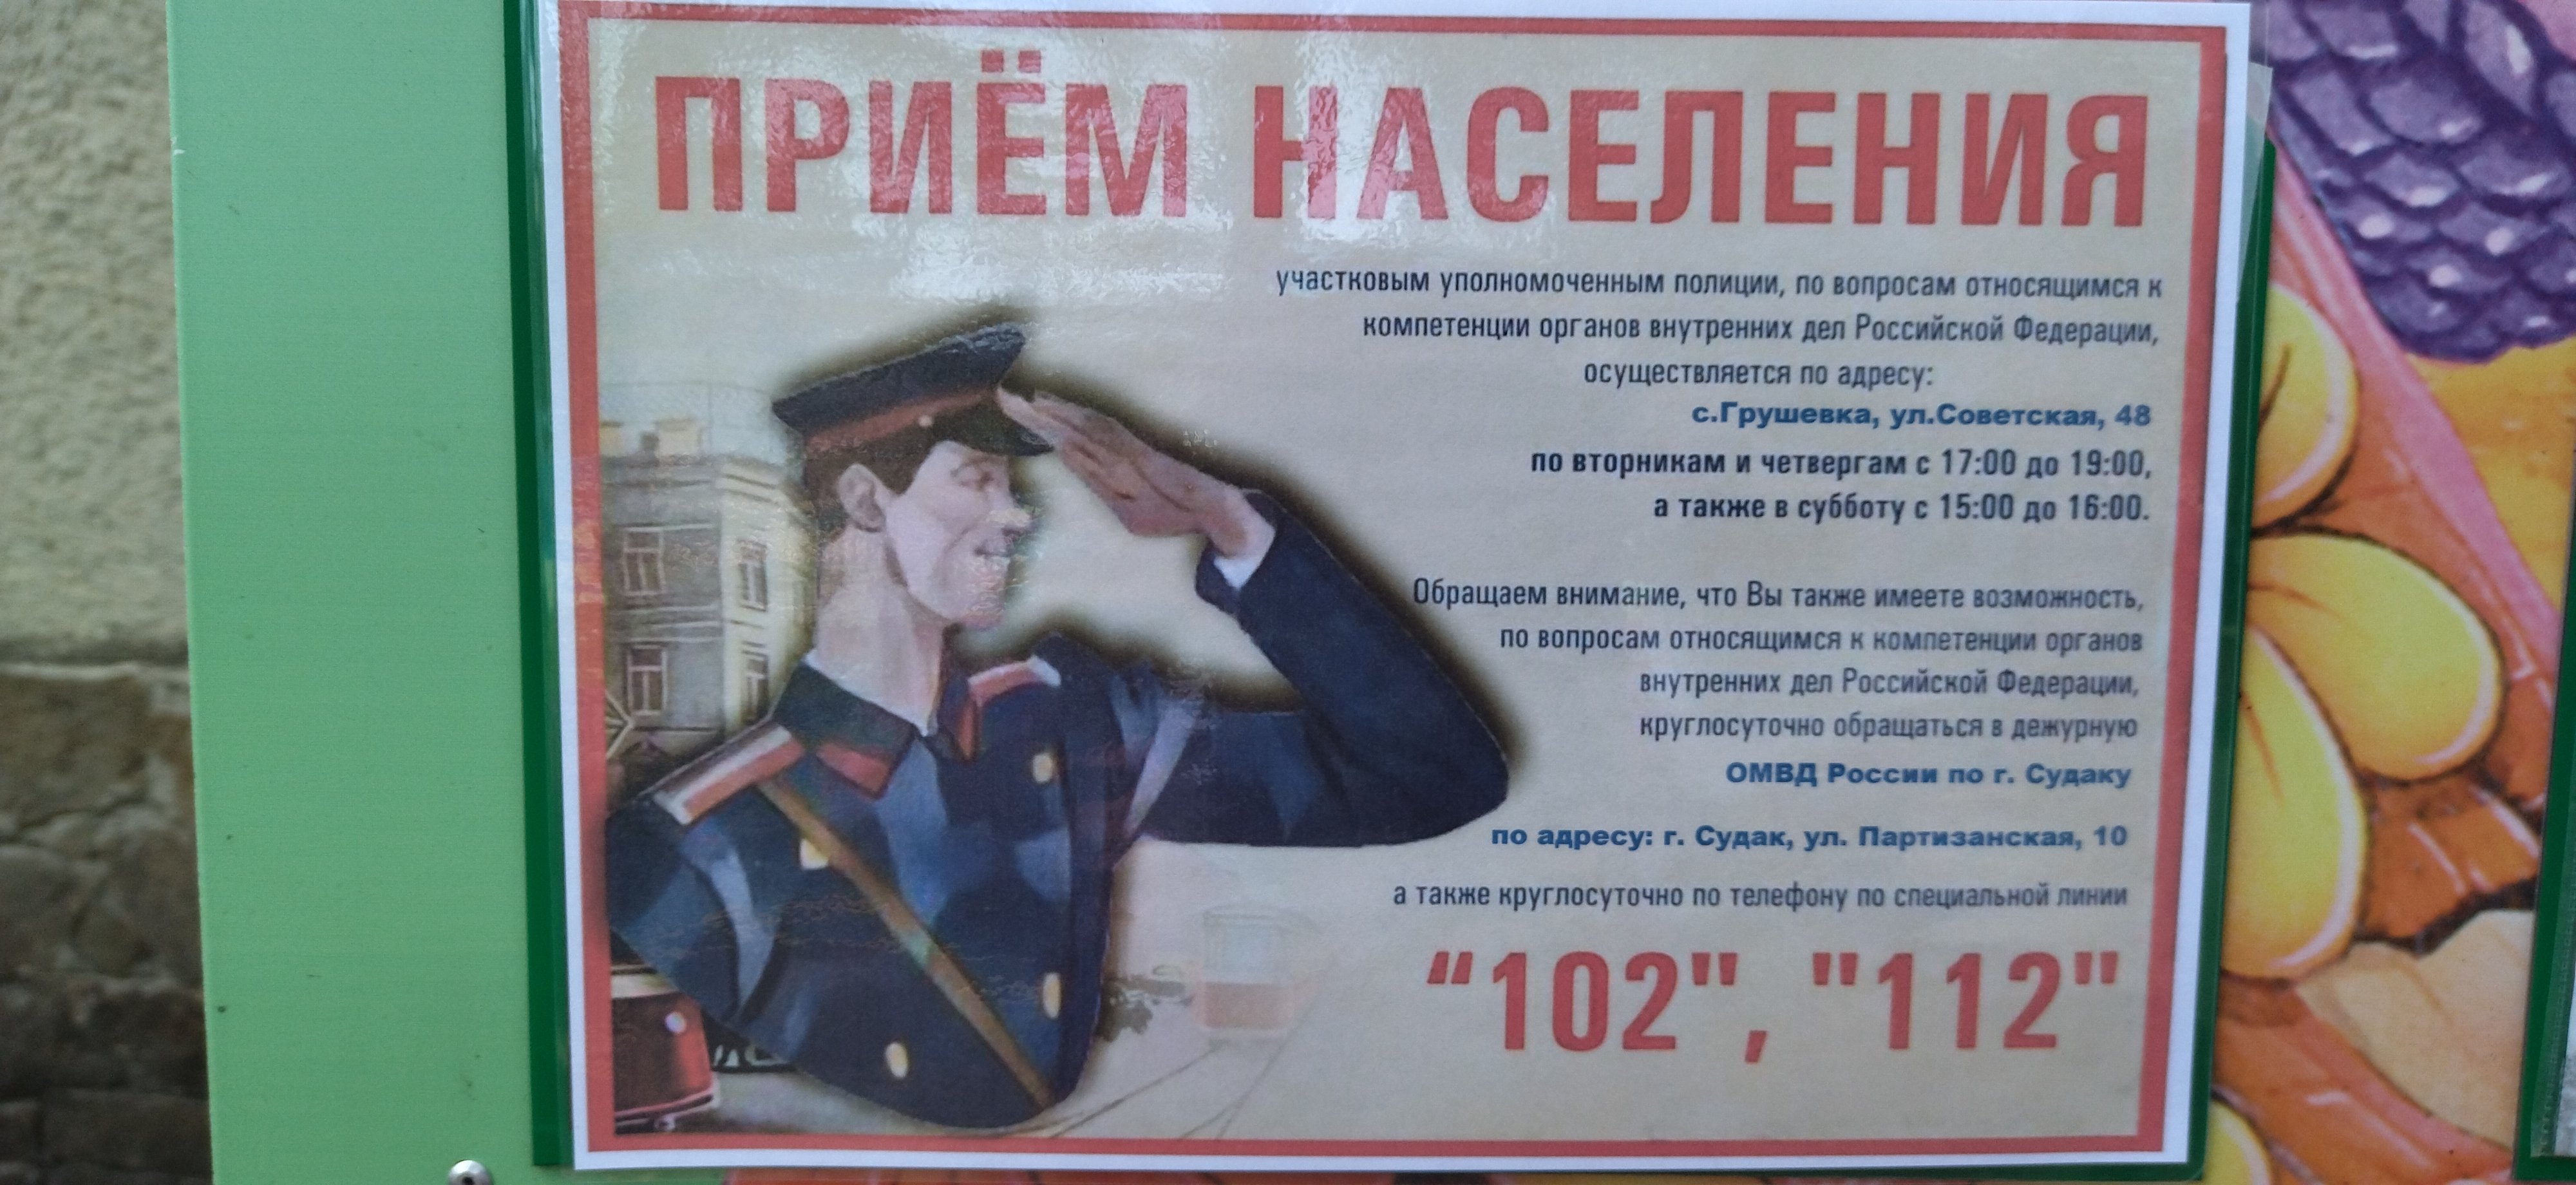 ПРИЁМ НАСЕЛЕНИЯ
участковым уполномоченным полиции, по вопросам относящимся к
компетенции органов внутренних дел Российской Федерации,
осуществляется по адресу:
с.Грушевка, ул.Советская, 48
по вторникам и четвергам с 17:00 до 19:00,
а также в субботу с 15:00 до 16:00.
Обращаем внимание, что Вы также имеете возможность,
по вопросам относящимся к компетенции органов
внутренних дел Российской Федерации,
круглосуточно обращаться в дежурную
ОМВД России по г. Судаку
по адресу: г. Судак, ул. Партизанская, 10
а также круглосуточно по телефону по специальной линии
“102", "112"